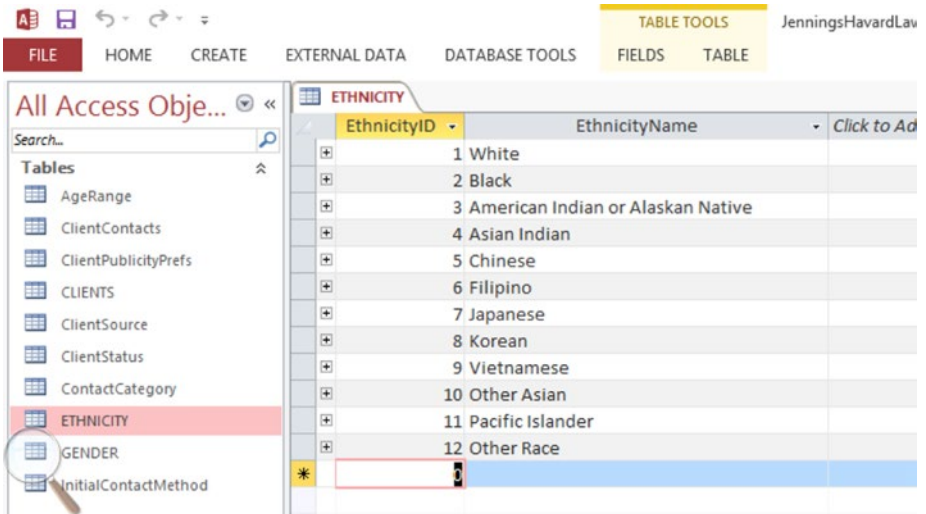 TABLE TOOLS JenningsHavardLav
FILE HOME CREATE EXTERNAL DATA DATABASE TOOLS FIELDS TABLE
All Access Obje...
Search...
Tables
AgeRange
ClientContacts
ClientPublicityPrefs
CLIENTS
ClientSource
ClientStatus
ContactCategory
ETHNICITY
GENDER
InitialContactMethod
ETHNICITY
EthnicityID EthnicityName Click to Ad
1 White
2 Black
3 American Indian or Alaskan Native
4 Asian Indian
5 Chinese
6 Filipino
7 Japanese
8 Korean
9 Vietnamese
10 Other Asian
11 Pacific Islander
12 Other Race
0